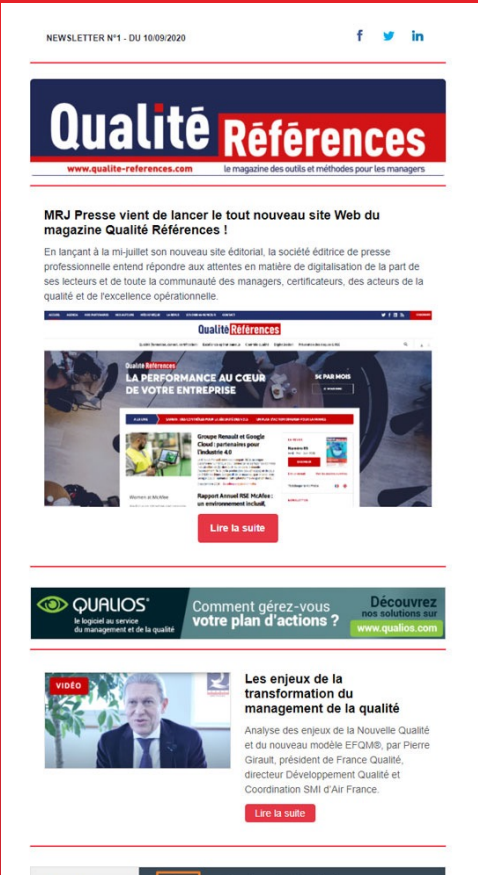 NEWSLETTER N°1 - DU 10/09/2020
Qualité Références
www.qualite-references.com
le magazine des outils et méthodes pour les managers
MRJ Presse vient de lancer le tout nouveau site Web du
magazine Qualité Références !
En lançant à la mi-juillet son nouveau site éditorial, la société éditrice de presse
professionnelle entend répondre aux attentes en matière de digitalisation de la part de
ses lecteurs et de toute la communauté des managers, certificateurs, des acteurs de la
qualité et de l'excellence opérationnelle.
Qualité Références
Qualité Références
LA PERFORMANCE AU CŒUR
DE VOTRE ENTREPRISE
5€ PAR MOIS
Groupe Renault et Google
Cloud : partenaires pour
l'industrie 4.0
Women at McAfee
Rapport Annuel RSE McAfee :
un environnement inclusif,
Lire la suite
QUALIOS
le logiciel au service
du management et de la qualité
Comment gérez-vous
votre plan d'actions ?
Découvrez
nos solutions sur
www.qualios.com
VIDÉO
Les enjeux de la
transformation du
management de la qualité
Analyse des enjeux de la Nouvelle Qualité
et du nouveau modèle EFQM®, par Pierre
Girault, président de France Qualité,
directeur Développement Qualité et
Coordination SMI d'Air France.
Lire la suite